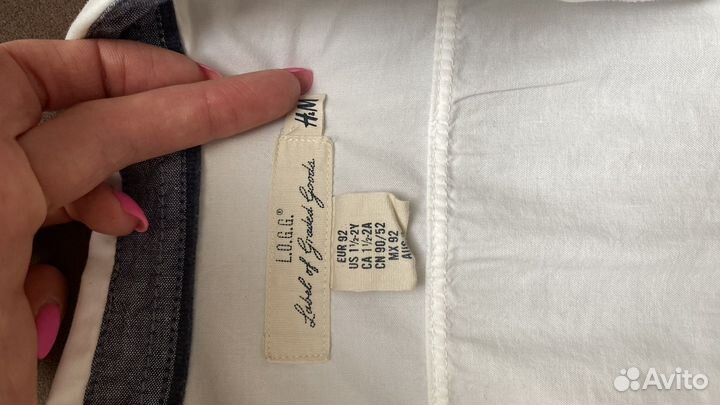 H&M
L.O.G.G.®
Label of Graded Goods
EUR 92
US 1½-2Y
CA 1½-2A
CN 90/52
MX 92
AUS
Avito